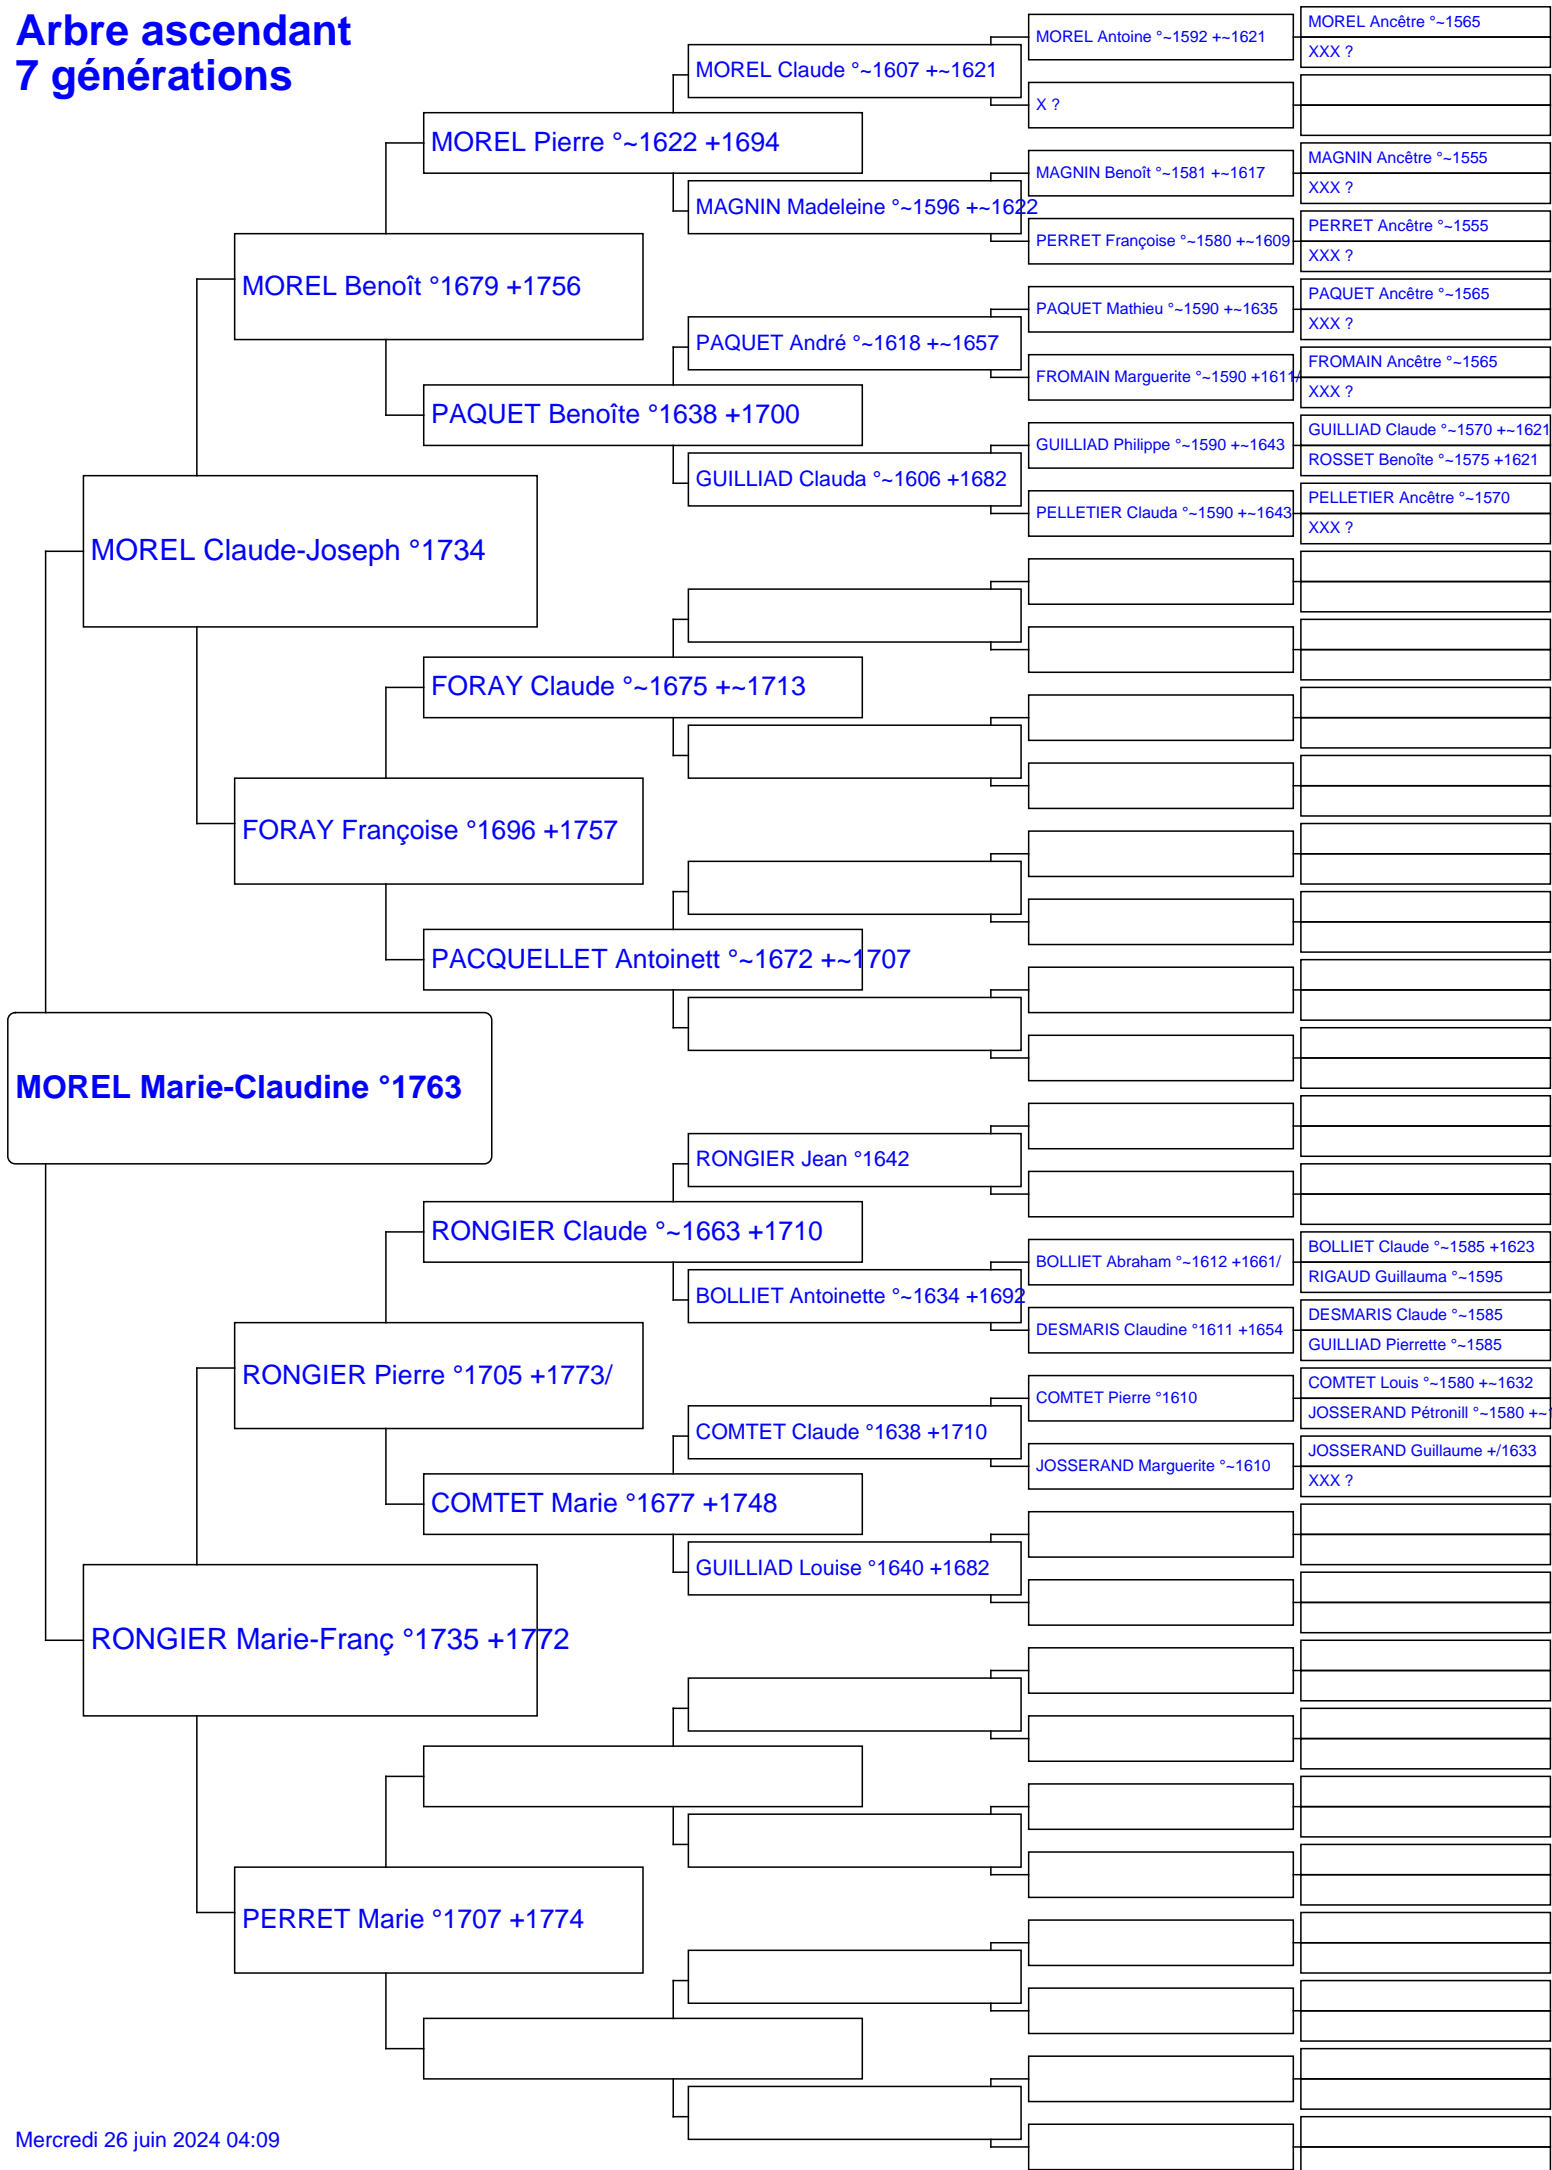 Arbre ascendant
7 générations
MOREL Ancêtre °~1565
MOREL Antoine °~1592 +~1621
XXX ?
MOREL Claude °~1607 +~1621
X ?
MOREL Pierre °~1622 +1694
MAGNIN Ancêtre °~1555
MAGNIN Benoît °~1581 +~1617
XXX ?
MAGNIN Madeleine °~1596 +~1622
PERRET Ancêtre °~1555
PERRET Françoise °~1580 +~1609
XXX ?
MOREL Benoît °1679 +1756
PAQUET Ancêtre °~1565
PAQUET Mathieu °~1590 +~1635
XXX ?
PAQUET André °~1618 +~1657
FROMAIN Ancêtre °~1565
FROMAIN Marguerite °~1590 +1611/
XXX ?
PAQUET Benoîte °1638 +1700
GUILLIAD Claude °~1570 +~1621
GUILLIAD Philippe °~1590 +~1643
ROSSET Benoîte °~1575 +1621
GUILLIAD Clauda °~1606 +1682
PELLETIER Ancêtre °~1570
PELLETIER Clauda °~1590 +~1643
XXX ?
MOREL Claude-Joseph °1734
FORAY Claude °~1675 +~1713
FORAY Françoise °1696 +1757
PACQUELLET Antoinett °~1672 +~1707
MOREL Marie-Claudine °1763
RONGIER Jean °1642
RONGIER Claude °~1663 +1710
BOLLIET Claude °~1585 +1623
BOLLIET Abraham °~1612 +1661/
RIGAUD Guillauma °~1595
BOLLIET Antoinette °~1634 +1692
DESMARIS Claude °~1585
DESMARIS Claudine °1611 +1654
GUILLIAD Pierrette °~1585
RONGIER Pierre °1705 +1773/
COMTET Louis °~1580 +~1632
COMTET Pierre °1610
JOSSERAND Pétronill °~1580 +~1
COMTET Claude °1638 +1710
JOSSERAND Guillaume +/1633
JOSSERAND Marguerite °~1610
XXX ?
COMTET Marie °1677 +1748
GUILLIAD Louise °1640 +1682
RONGIER Marie-Franç °1735 +1772
PERRET Marie °1707 +1774
Mercredi 26 juin 2024 04:09